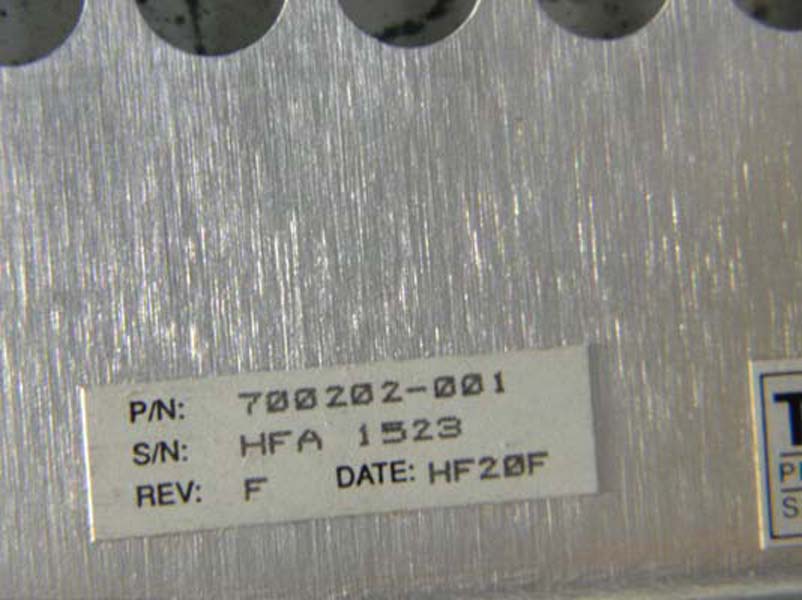 P/N: 700202-001
S/N: HFA 1523
REV: F DATE: HF20F
T
P
S